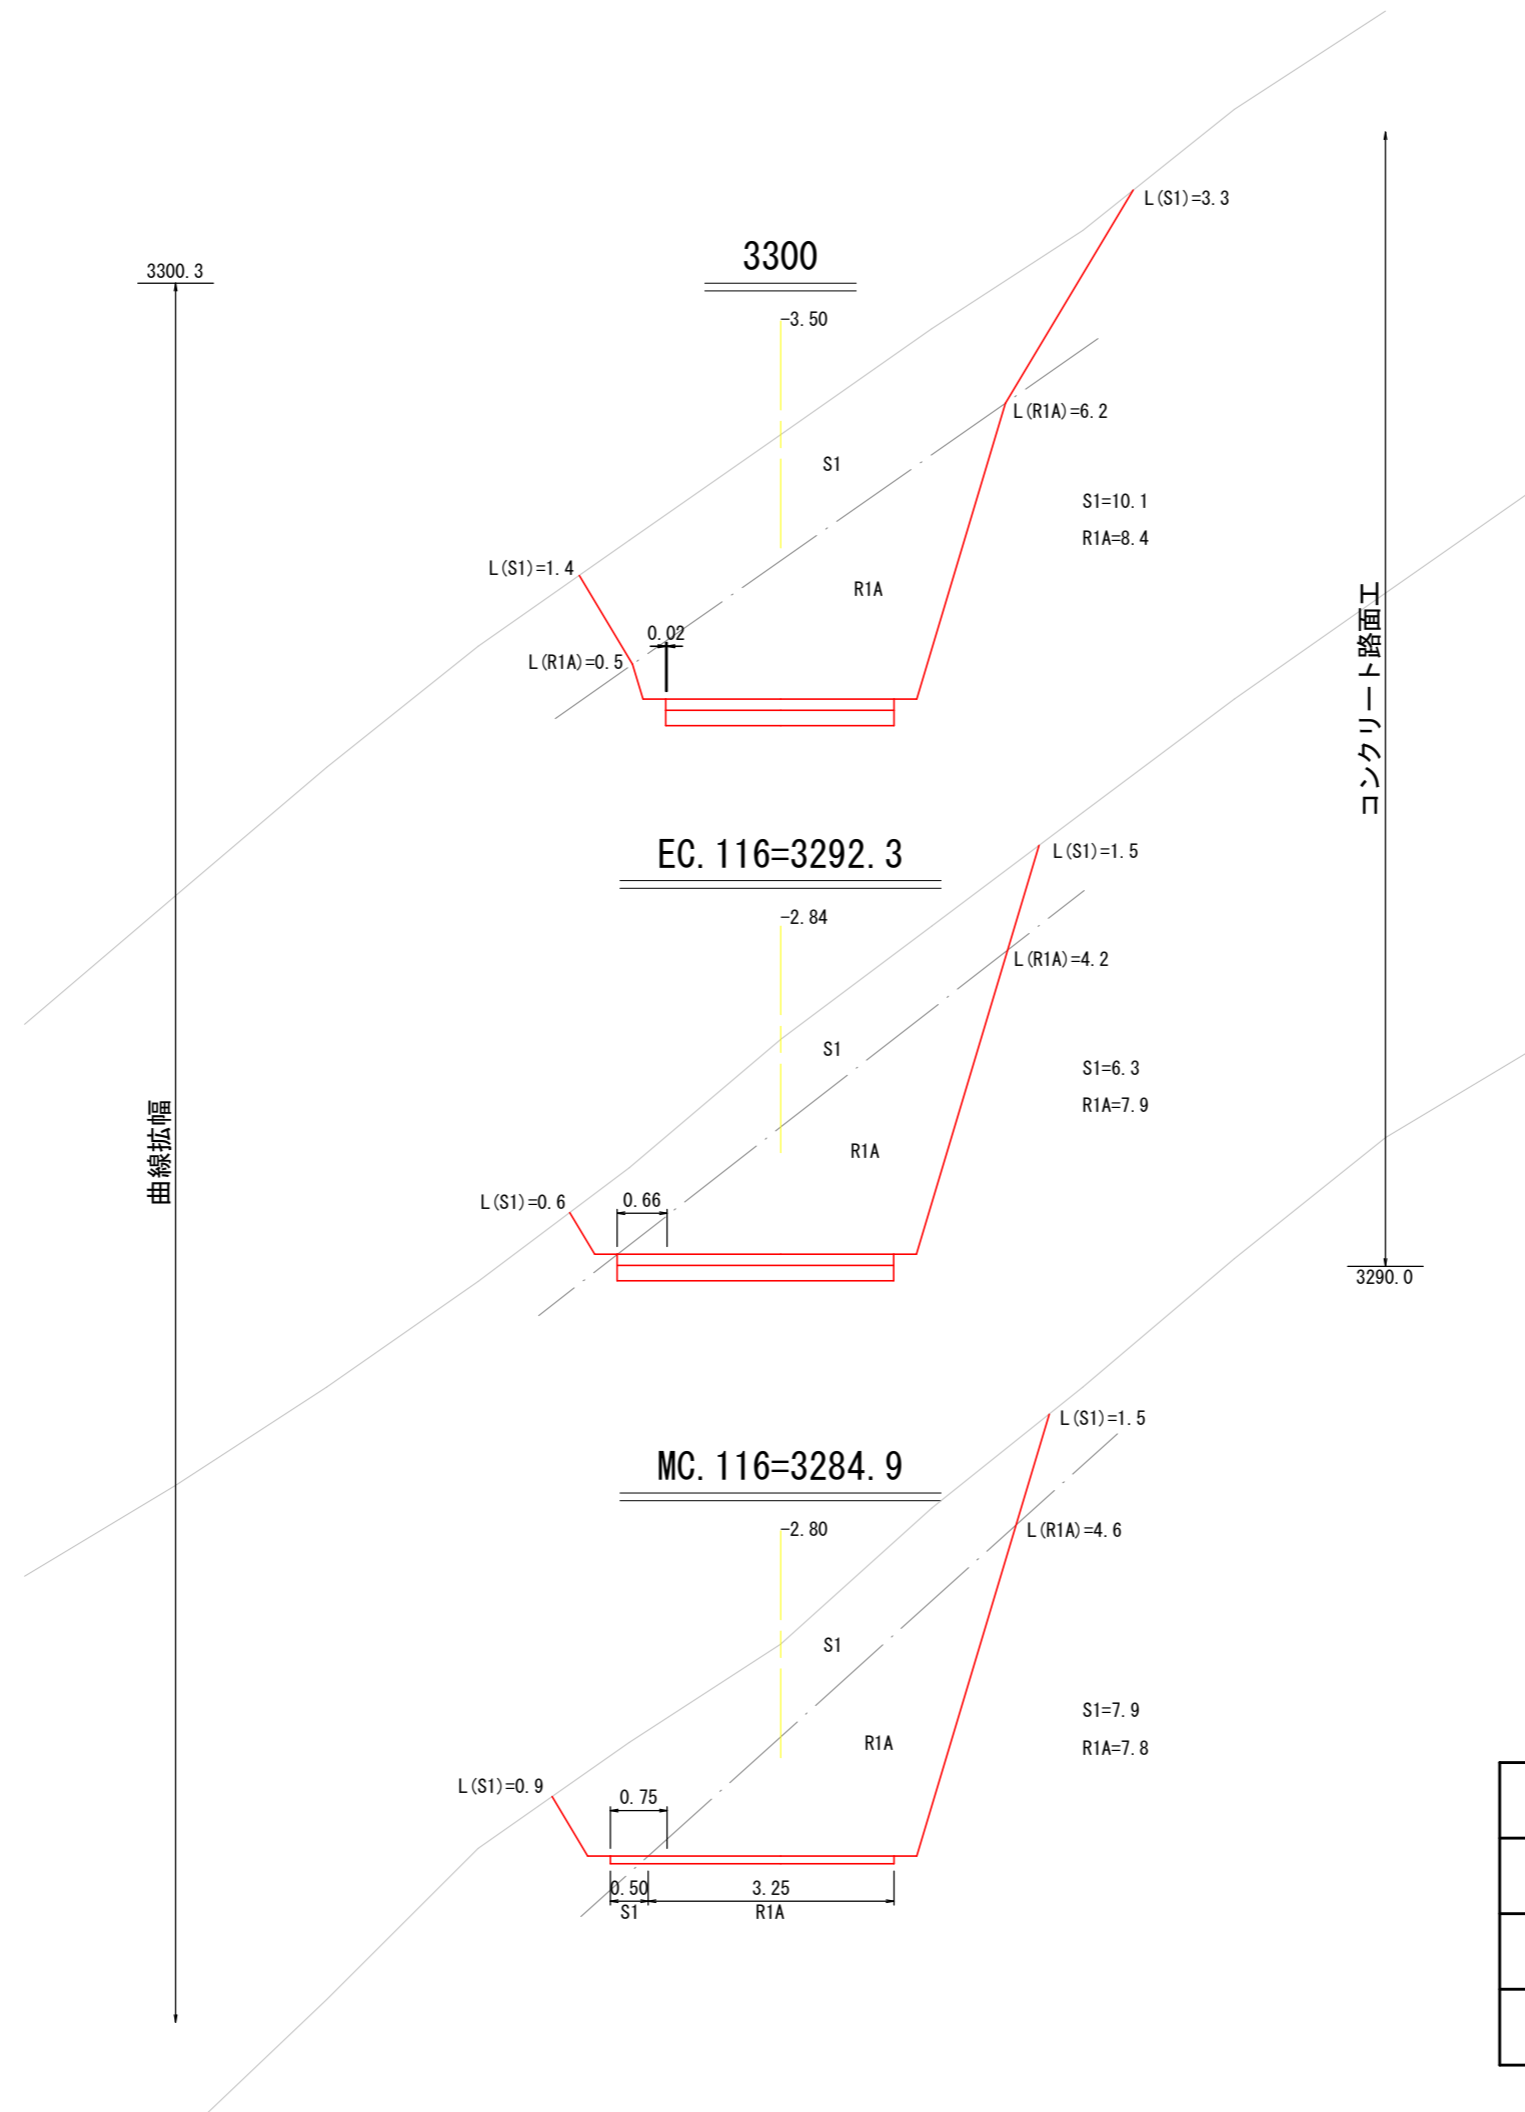 L(S1)=3.3
3300
3300.3
-3.50
L(R1A)=6.2
S1
S1=10.1
R1A=8.4
L(S1)=1.4
R1A
0.02
L(R1A)=0.5
コンクリート路面工
EC.116=3292.3
L(S1)=1.5
-2.84
L(R1A)=4.2
S1
S1=6.3
R1A=7.9
曲線拡幅
R1A
L(S1)=0.6
0.66
3290.0
L(S1)=1.5
MC.116=3284.9
-2.80
L(R1A)=4.6
S1
S1=7.9
R1A
R1A=7.8
L(S1)=0.9
0.75
0.50
3.25
S1
R1A